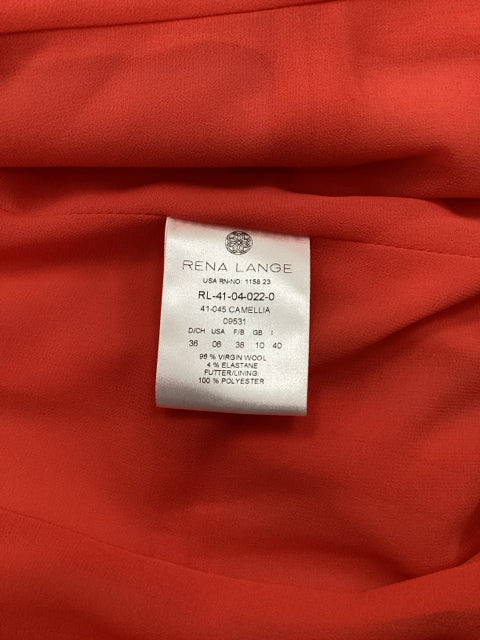 RENA LANGE
USA RN-NO: 1158 23
RL-41-04-022-0
41-045 CAMELLIA
09531
D/CH USA F/B GB I
36 06 38 10 40
96 % VIRGIN WOOL
4 % ELASTANE
FUTTER/LINING:
100 % POLYESTER